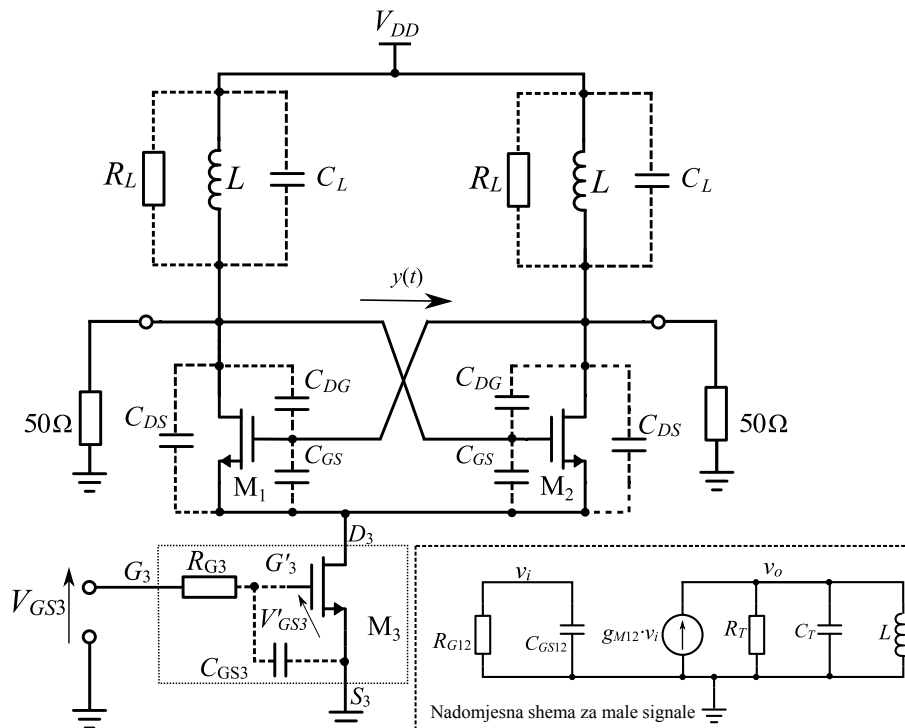 V_DD
R_L
L
C_L
R_L
L
C_L
y(t)
50Ω
C_DS
C_DG
C_GS
M_1
C_DG
C_GS
M_2
C_DS
50Ω
D_3
G_3
R_G3
G'_3
V_GS3
V'_GS3
M_3
C_GS3
S_3
v_i
v_o
R_G12
C_GS12
g_M12·v_i
R_T
C_T
L
Nadomjesna shema za male signale